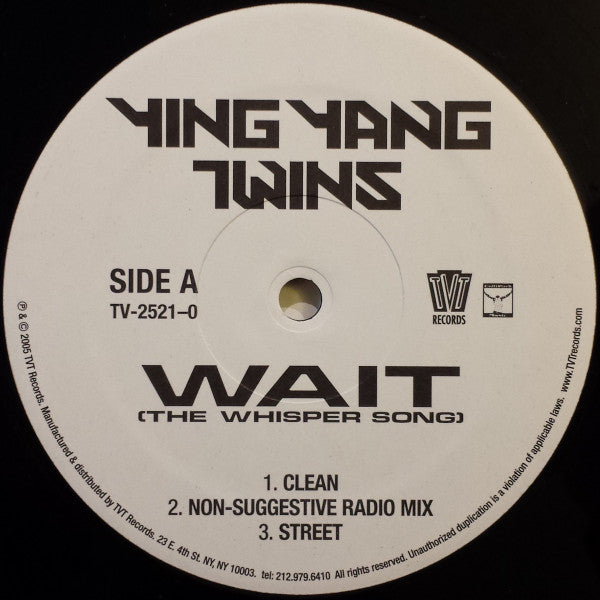 YING YANG
TWINS
SIDE A
TV-2521-0
TVT
RECORDS
WAIT
(THE WHISPER SONG)
1. CLEAN
2. NON-SUGGESTIVE RADIO MIX
3. STREET
℗ & © 2005 TVT Records. Manufactured & distributed by TVT Records. 23 E. 4th St. NY, NY 10003. tel: 212.979.6410 All rights reserved. Unauthorized duplication is a violation of applicable laws. www.TVTrecords.com